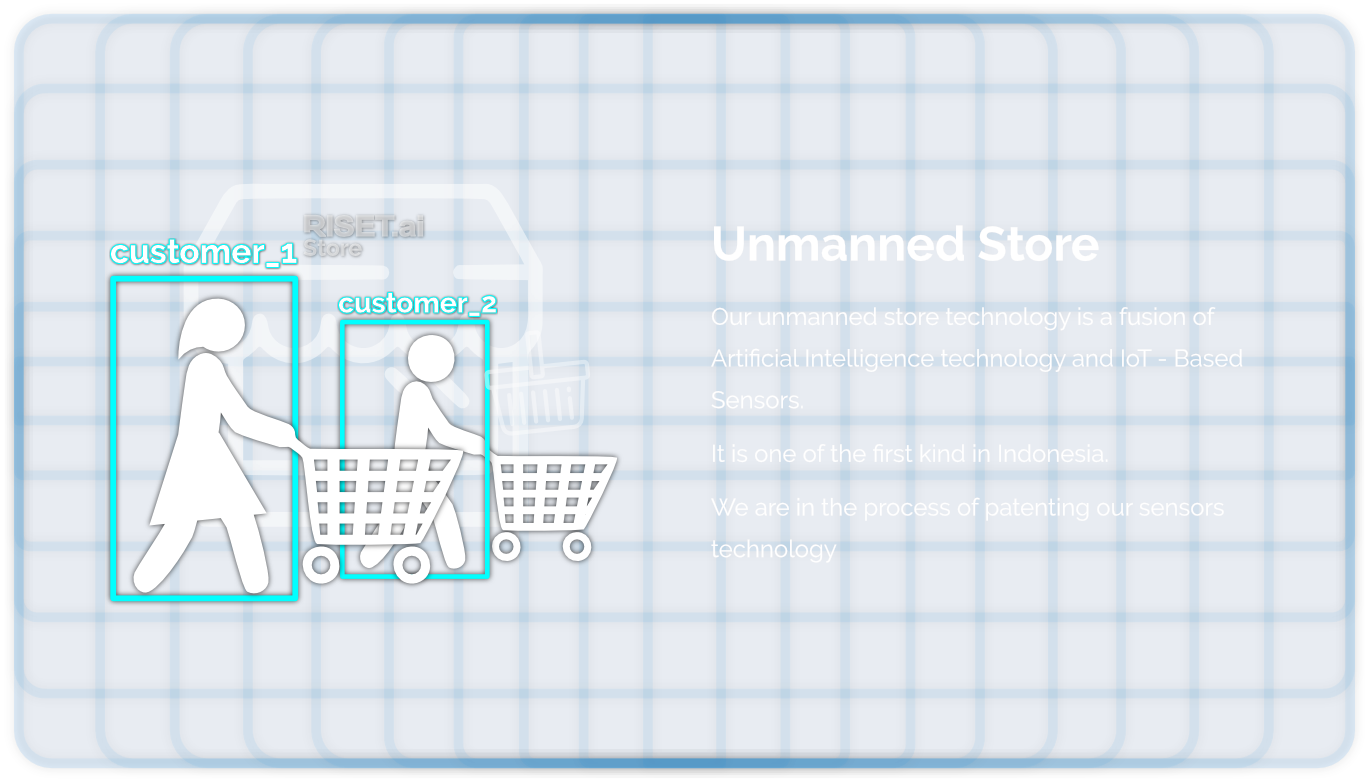 RISET.ai
Store
customer_1
customer_2
Unmanned Store
Our unmanned store technology is a fusion of
Artificial Intelligence technology and IoT - Based
Sensors.
It is one of the first kind in Indonesia.
We are in the process of patenting our sensors
technology